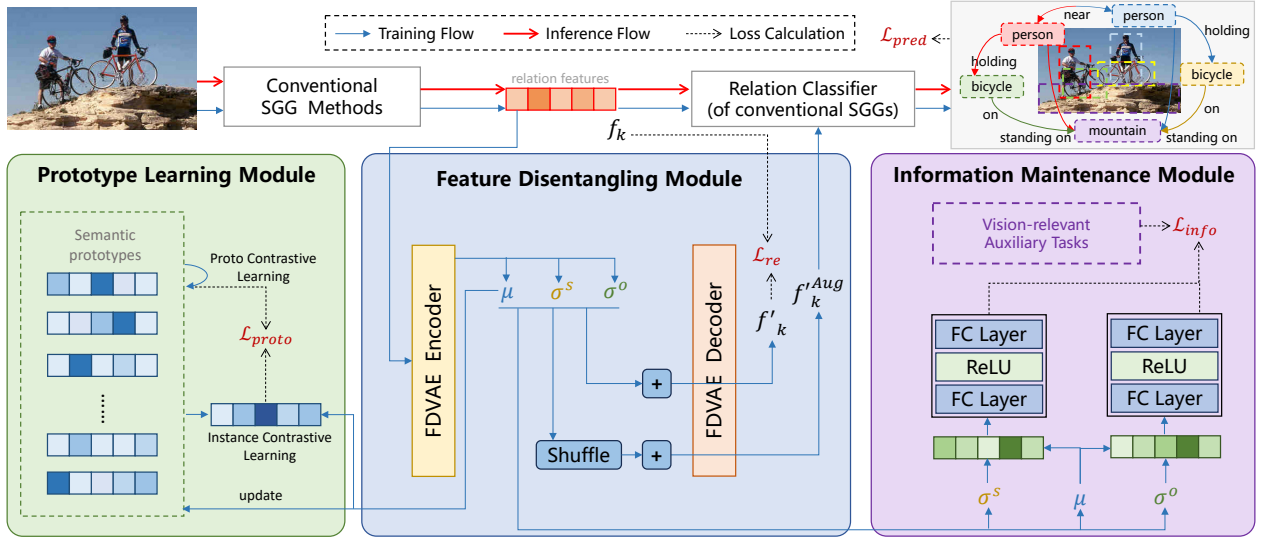 Training Flow
Inference Flow
Loss Calculation
Conventional
SGG Methods
relation features
f_k
Relation Classifier
(of conventional SGGs)
ℒ_pred
near
person
person
holding
holding
bicycle
bicycle
on
on
standing on
mountain
standing on
Prototype Learning Module
Semantic
prototypes
Proto Contrastive
Learning
ℒ_proto
......
Instance Contrastive
Learning
update
Feature Disentangling Module
FDVAE Encoder
μ
σ^s
σ^o
Shuffle
+
+
FDVAE Decoder
ℒ_re
f'_k
f'_k^Aug
Information Maintenance Module
Vision-relevant
Auxiliary Tasks
ℒ_info
FC Layer
ReLU
FC Layer
FC Layer
ReLU
FC Layer
σ^s
μ
σ^o